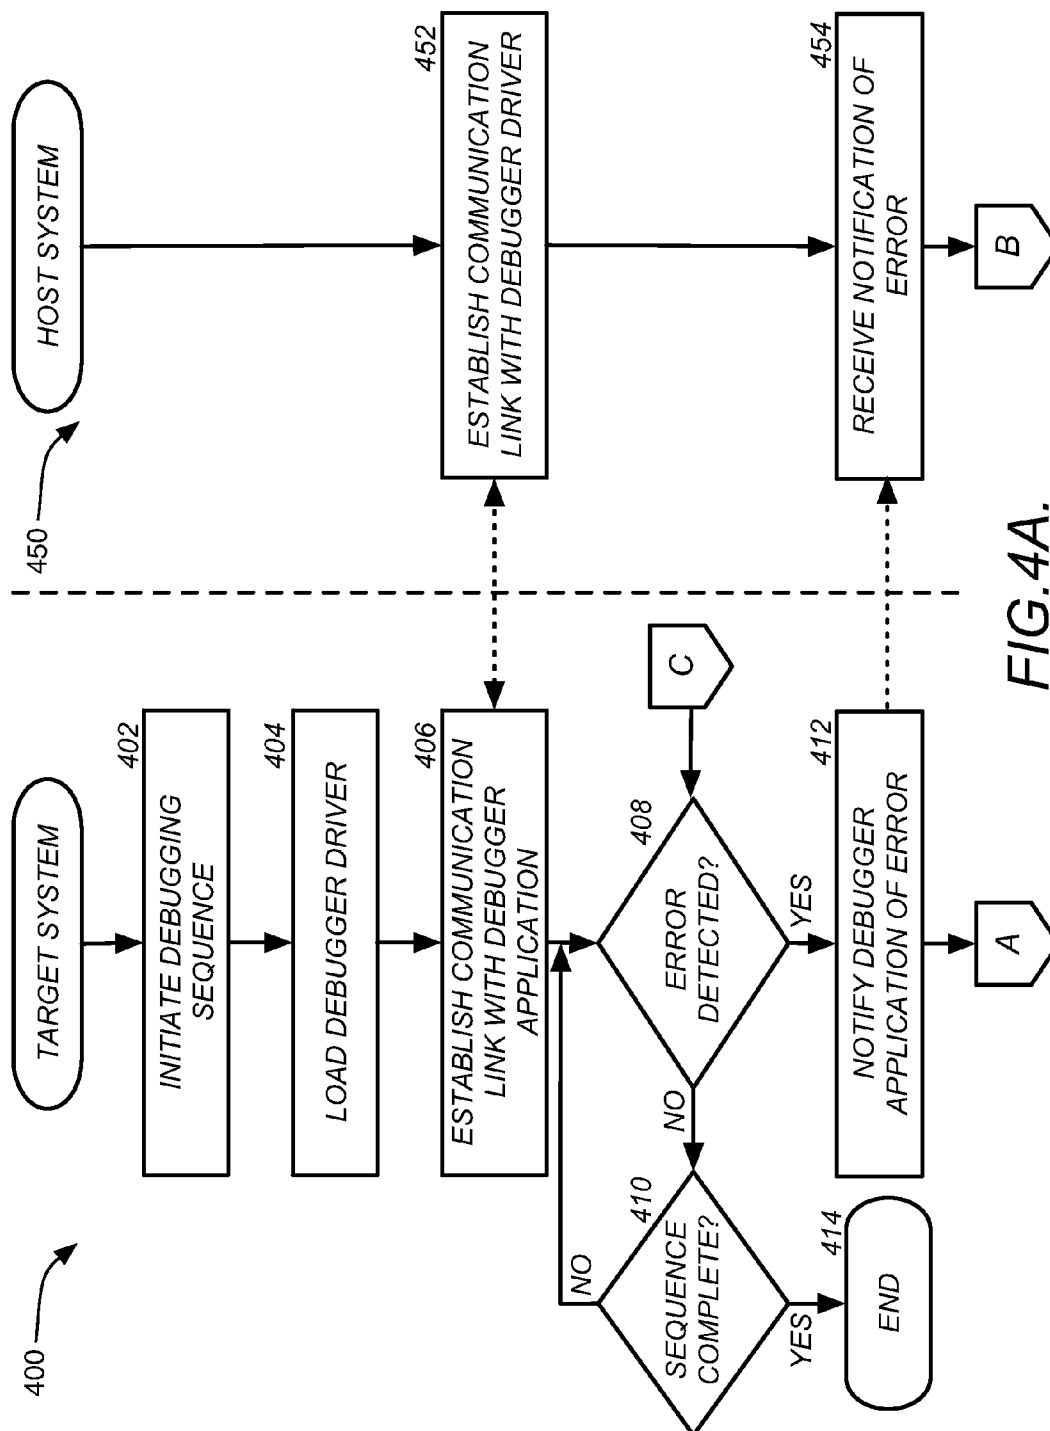 400
TARGET SYSTEM
402
INITIATE DEBUGGING
SEQUENCE
404
LOAD DEBUGGER DRIVER
406
ESTABLISH COMMUNICATION
LINK WITH DEBUGGER
APPLICATION
C
408
ERROR
DETECTED?
NO
YES
410
SEQUENCE
COMPLETE?
NO
YES
414
END
412
NOTIFY DEBUGGER
APPLICATION OF ERROR
A
450
HOST SYSTEM
452
ESTABLISH COMMUNICATION
LINK WITH DEBUGGER DRIVER
454
RECEIVE NOTIFICATION OF
ERROR
B
FIG.4A.